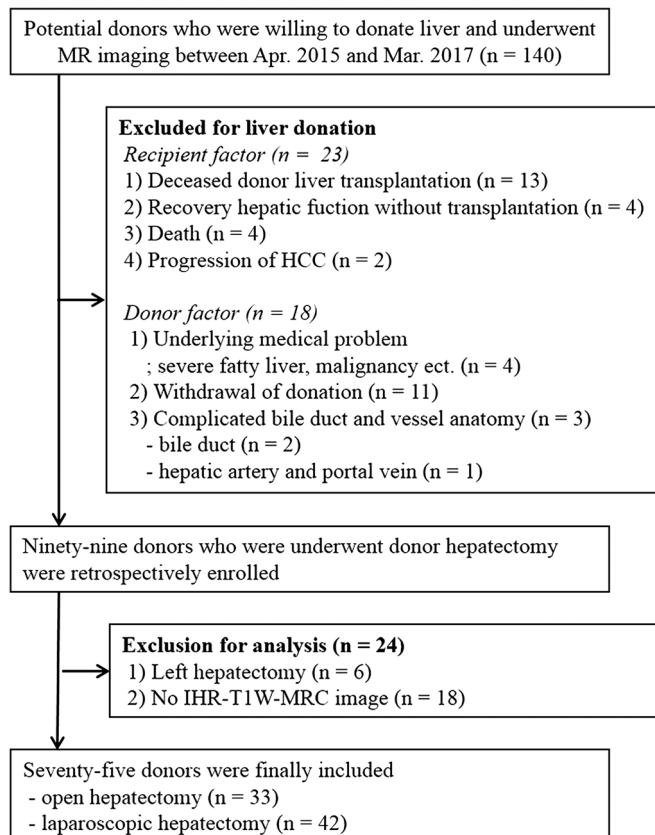 Potential donors who were willing to donate liver and underwent
MR imaging between Apr. 2015 and Mar. 2017 (n = 140)
Excluded for liver donation
Recipient factor (n = 23)
1) Deceased donor liver transplantation (n = 13)
2) Recovery hepatic fuction without transplantation (n = 4)
3) Death (n = 4)
4) Progression of HCC (n = 2)
Donor factor (n = 18)
1) Underlying medical problem
; severe fatty liver, malignancy ect. (n = 4)
2) Withdrawal of donation (n = 11)
3) Complicated bile duct and vessel anatomy (n = 3)
- bile duct (n = 2)
- hepatic artery and portal vein (n = 1)
Ninety-nine donors who were underwent donor hepatectomy
were retrospectively enrolled
Exclusion for analysis (n = 24)
1) Left hepatectomy (n = 6)
2) No IHR-T1W-MRC image (n = 18)
Seventy-five donors were finally included
- open hepatectomy (n = 33)
- laparoscopic hepatectomy (n = 42)